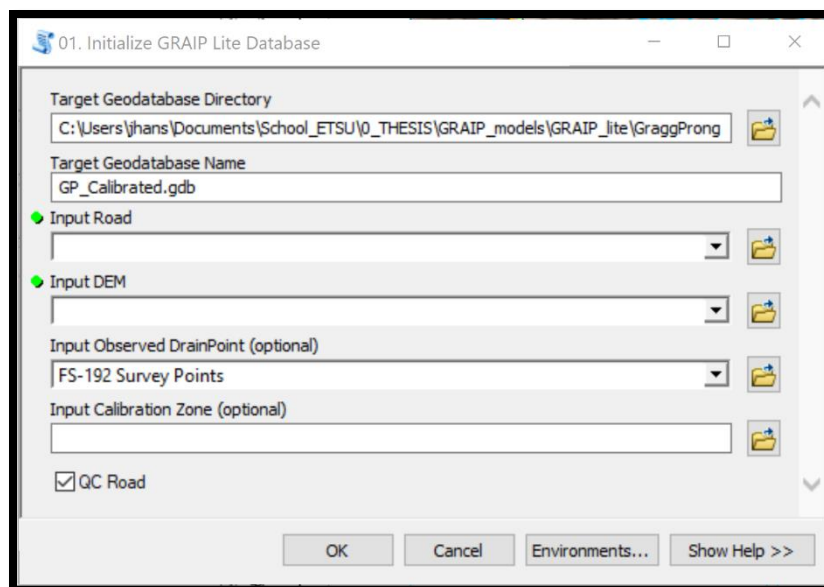 01. Initialize GRAIP Lite Database
Target Geodatabase Directory
C:\Users\jhans\Documents\School_ETSU\0_THESIS\GRAIP_models\GRAIP_lite\GraggProng
Target Geodatabase Name
GP_Calibrated.gdb
Input Road
Input DEM
Input Observed DrainPoint (optional)
FS-192 Survey Points
Input Calibration Zone (optional)
QC Road
OK Cancel Environments... Show Help >>